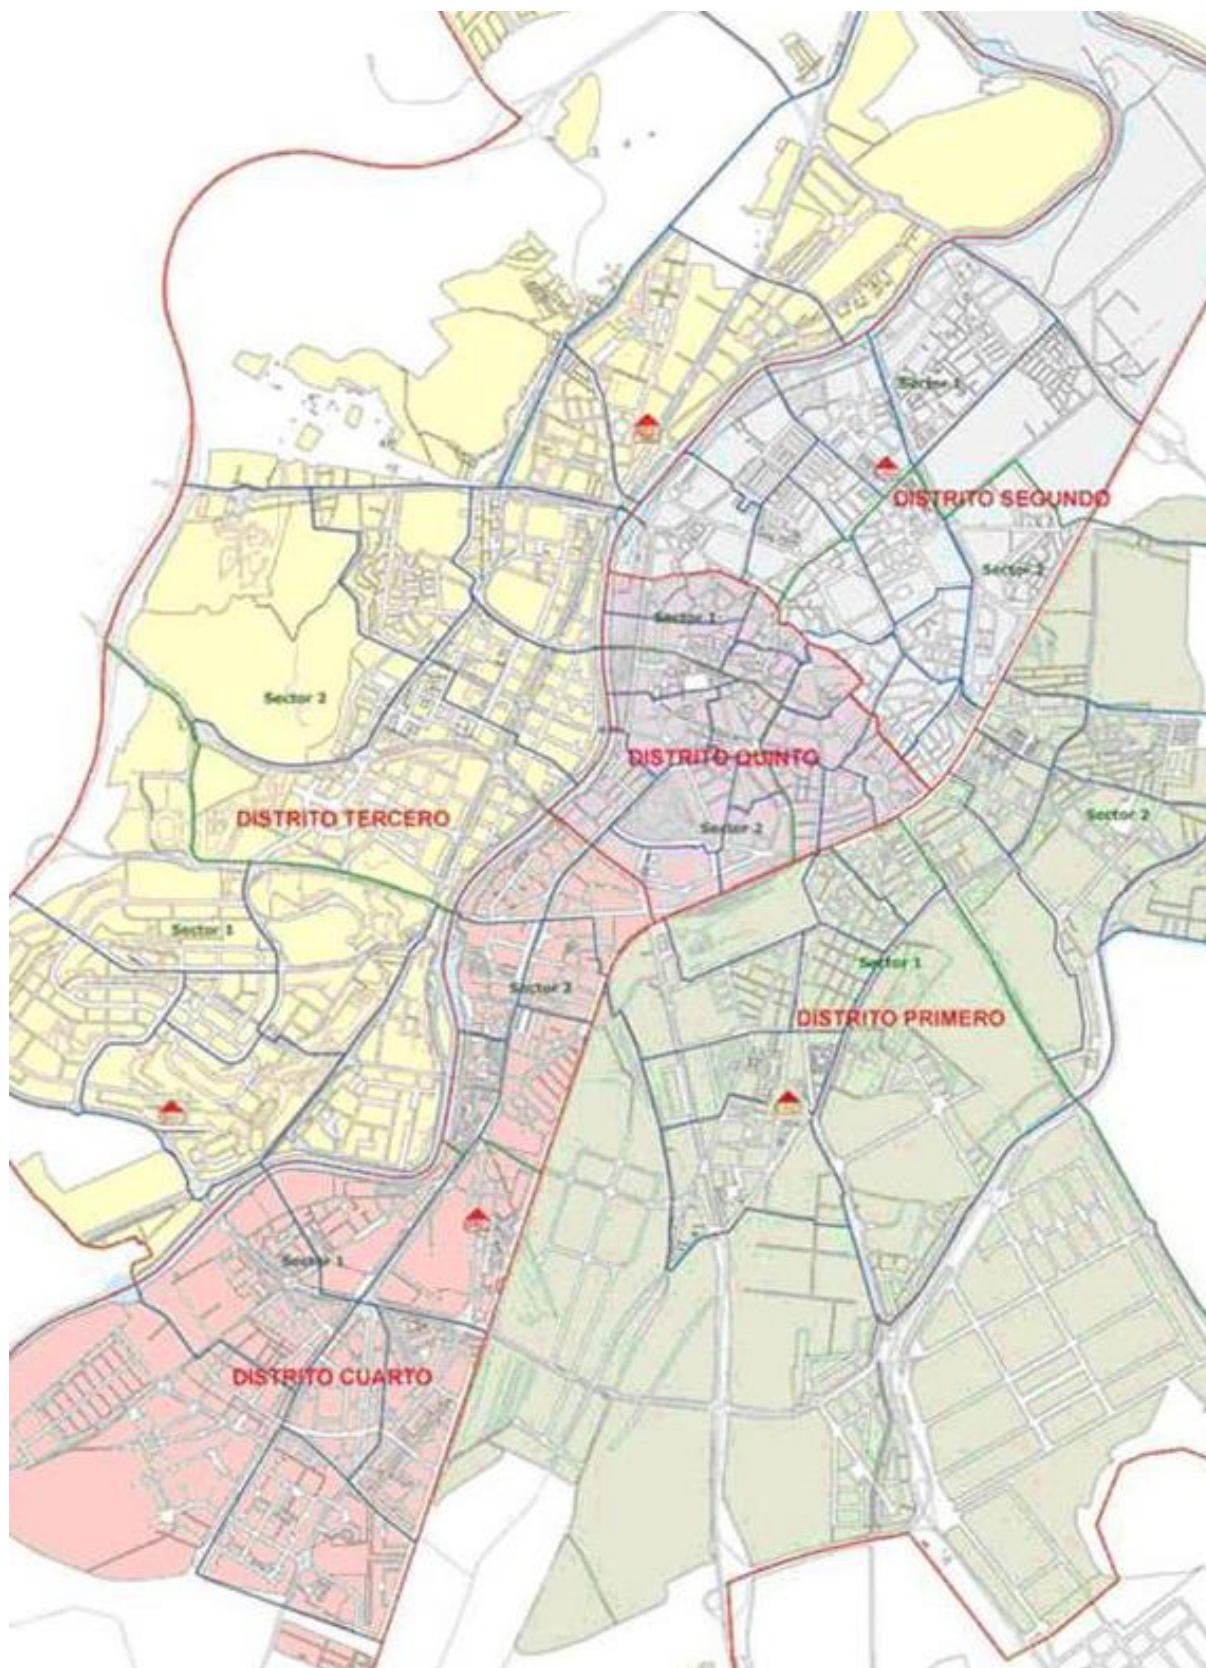 Sector 1
DISTRITO SEGUNDO
Sector 2
Sector 1
Sector 2
DISTRITO QUINTO
DISTRITO TERCERO
Sector 2
Sector 2
Sector 1
Sector 1
Sector 2
DISTRITO PRIMERO
Sector 1
DISTRITO CUARTO